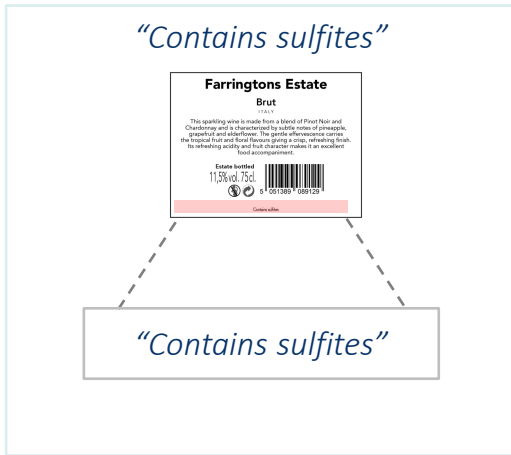 “Contains sulfites”
Farringtons Estate
Brut
ITALY
This sparkling wine is made from a blend of Pinot Noir and
Chardonnay and is characterized by subtle notes of pineapple,
grapefruit and elderflower. The gentle effervescence carries
the tropical fruit and floral flavours giving a crisp, refreshing finish.
Its refreshing acidity and fruit character makes it an excellent
food accompaniment.
Estate bottled
11,5%vol. 75cl.
5 051389 089129
Contains sulfites
“Contains sulfites”